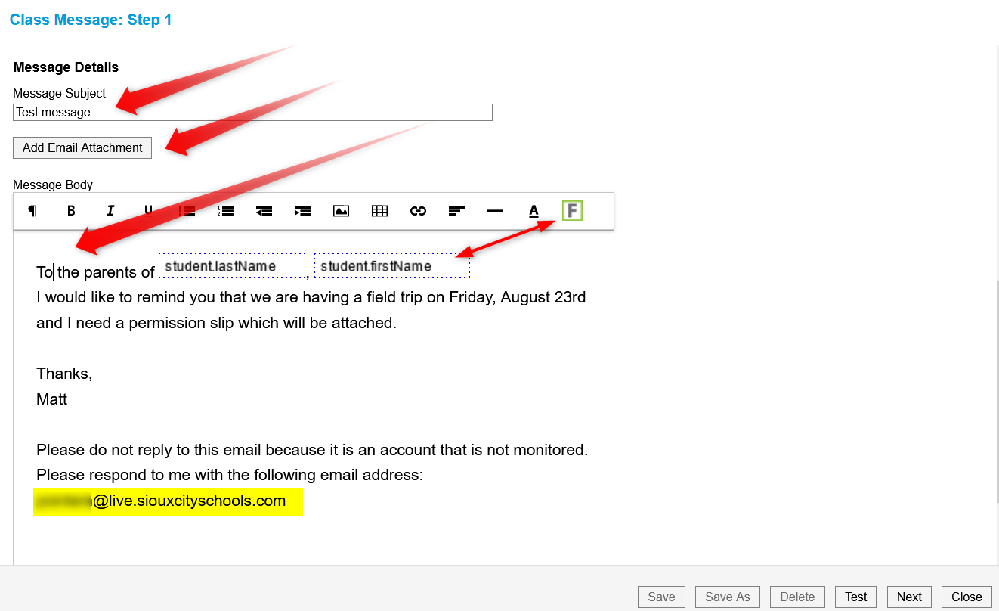 Class Message: Step 1
Message Details
Message Subject
Test message
Add Email Attachment
Message Body
¶ B I U A F
To the parents of student.lastName, student.firstName
I would like to remind you that we are having a field trip on Friday, August 23rd
and I need a permission slip which will be attached.
Thanks,
Matt
Please do not reply to this email because it is an account that is not monitored.
Please respond to me with the following email address:
@live.siouxcityschools.com
Save Save As Delete Test Next Close